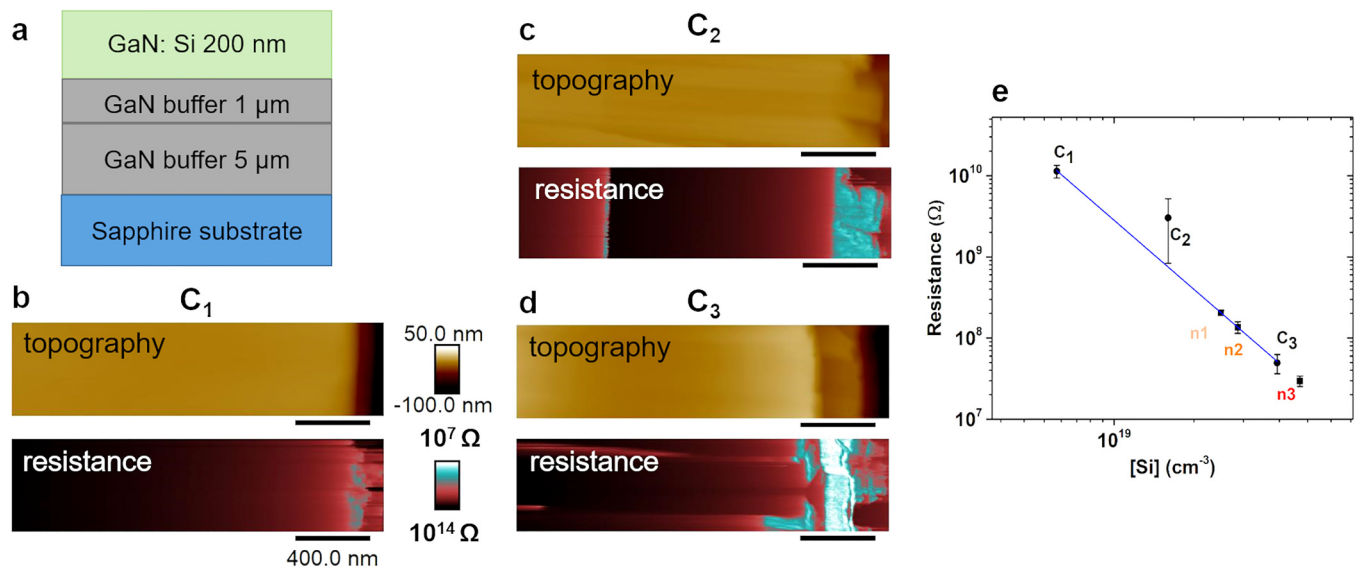 a
GaN: Si 200 nm
GaN buffer 1 µm
GaN buffer 5 µm
Sapphire substrate
b
C1
topography
50.0 nm
-100.0 nm
resistance
10^7 Ω
10^14 Ω
400.0 nm
c
C2
topography
resistance
d
C3
topography
resistance
e
Resistance (Ω)
10^10
10^9
10^8
10^7
C1
C2
n1
n2
C3
n3
10^19
[Si] (cm^-3)